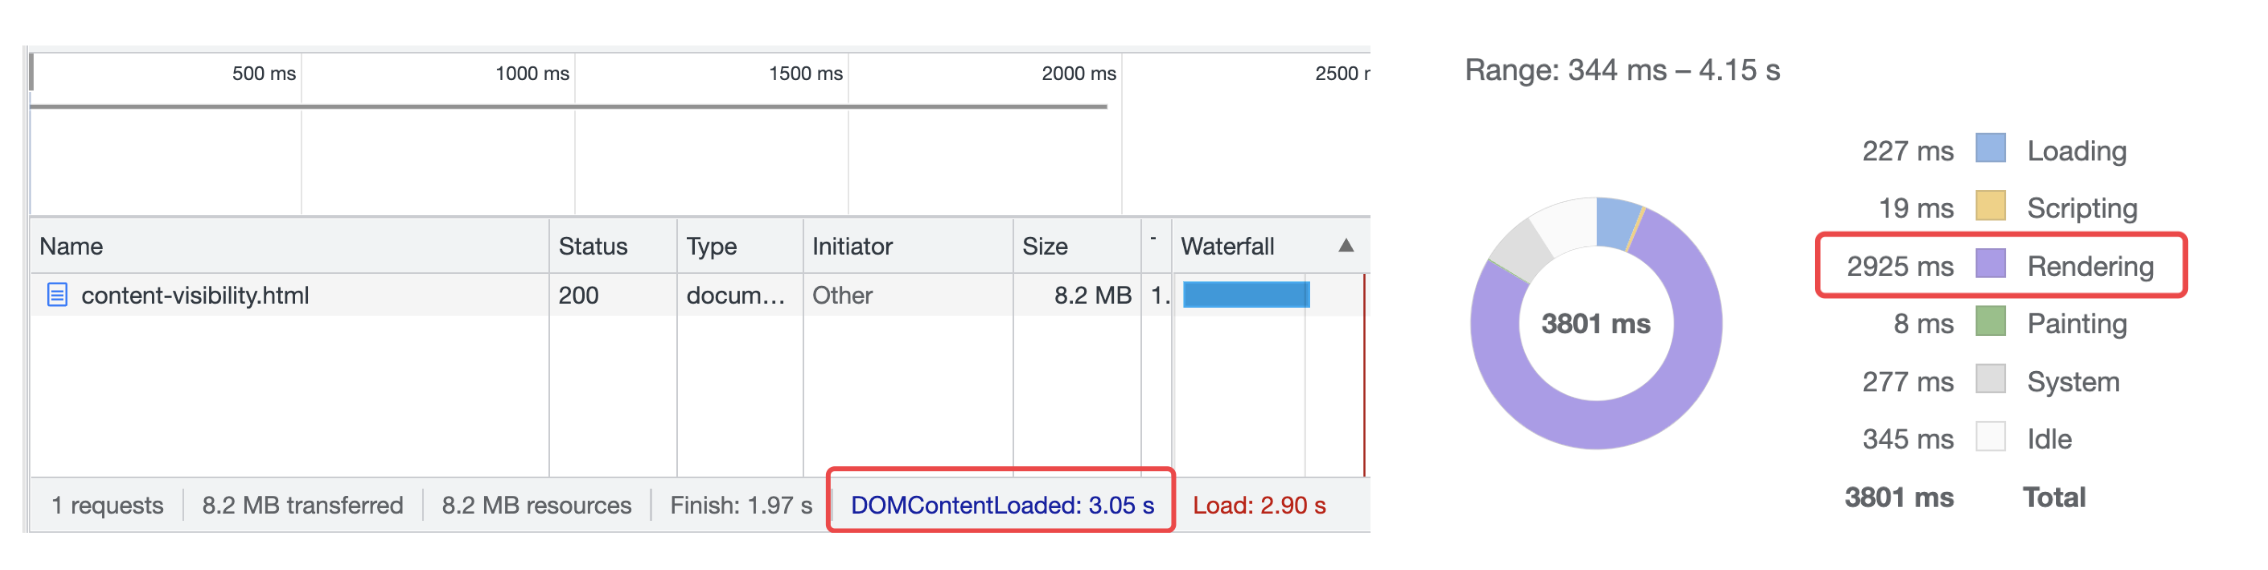 500 ms 1000 ms 1500 ms 2000 ms 2500 r
Name Status Type Initiator Size - Waterfall ▲
content-visibility.html 200 docum... Other 8.2 MB 1.
1 requests 8.2 MB transferred 8.2 MB resources Finish: 1.97 s DOMContentLoaded: 3.05 s Load: 2.90 s
Range: 344 ms – 4.15 s
3801 ms
227 ms Loading
19 ms Scripting
2925 ms Rendering
8 ms Painting
277 ms System
345 ms Idle
3801 ms Total